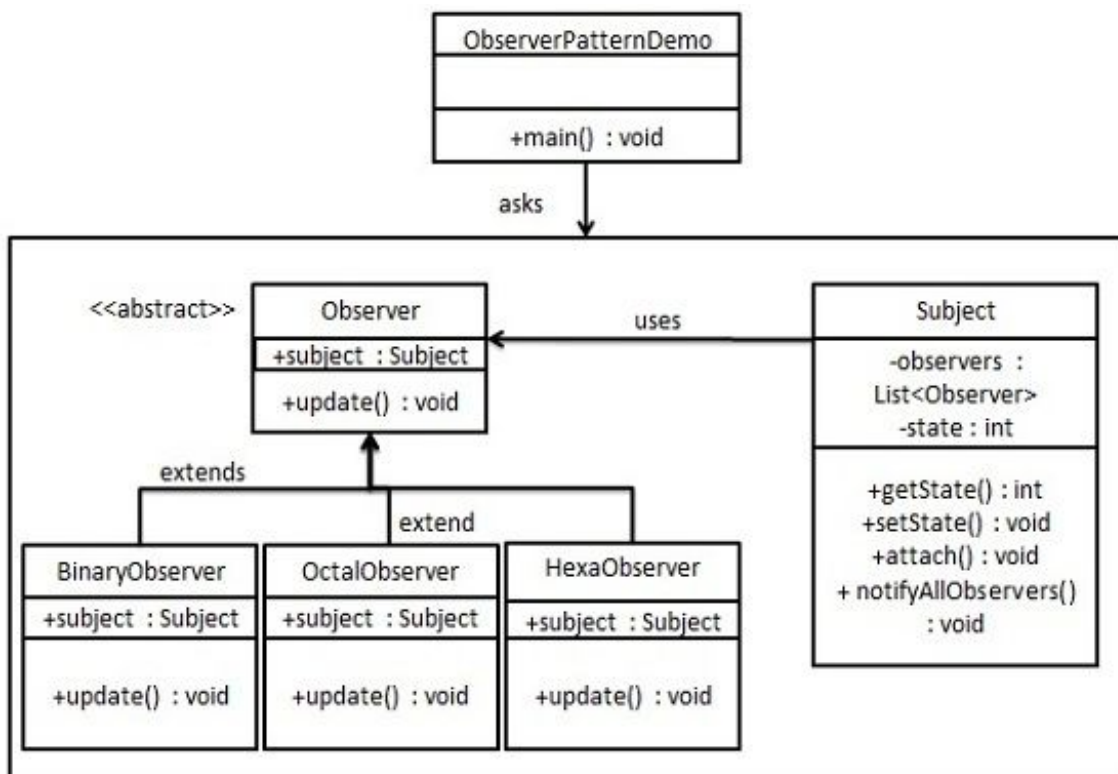 ObserverPatternDemo
+main() : void
asks
<<abstract>>
Observer
+subject : Subject
+update() : void
uses
Subject
-observers :
List<Observer>
-state : int
+getState() : int
+setState() : void
+attach() : void
+ notifyAllObservers()
: void
extends
extend
BinaryObserver
+subject : Subject
+update() : void
OctalObserver
+subject : Subject
+update() : void
HexaObserver
+subject : Subject
+update() : void